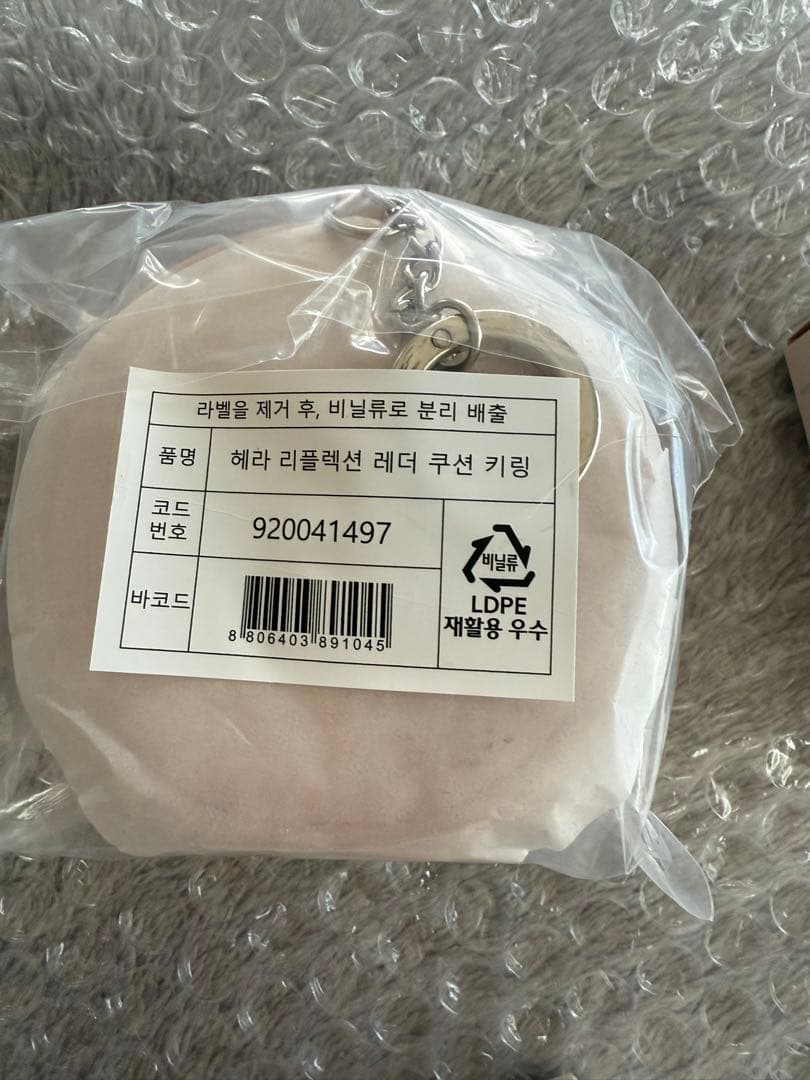 라벨을 제거 후, 비닐류로 분리 배출
품명
헤라 리플렉션 레더 쿠션 키링
코드
번호
920041497
바코드
8 806403 891045
비닐류
LDPE
재활용 우수